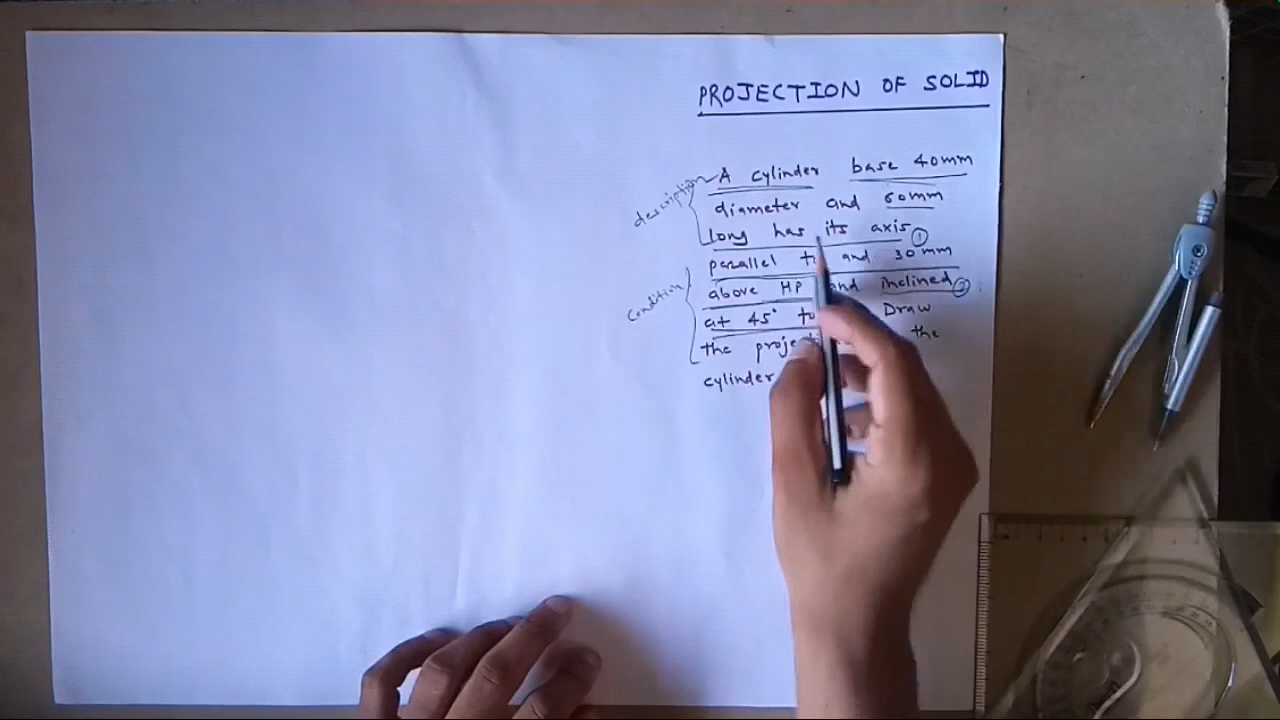 PROJECTION OF SOLID
description
A cylinder base 40mm
diameter and 60mm
long has its axis ①
parallel and 30mm
Condition
above HP and inclined ②
at 45° to Draw
the the
cylinder